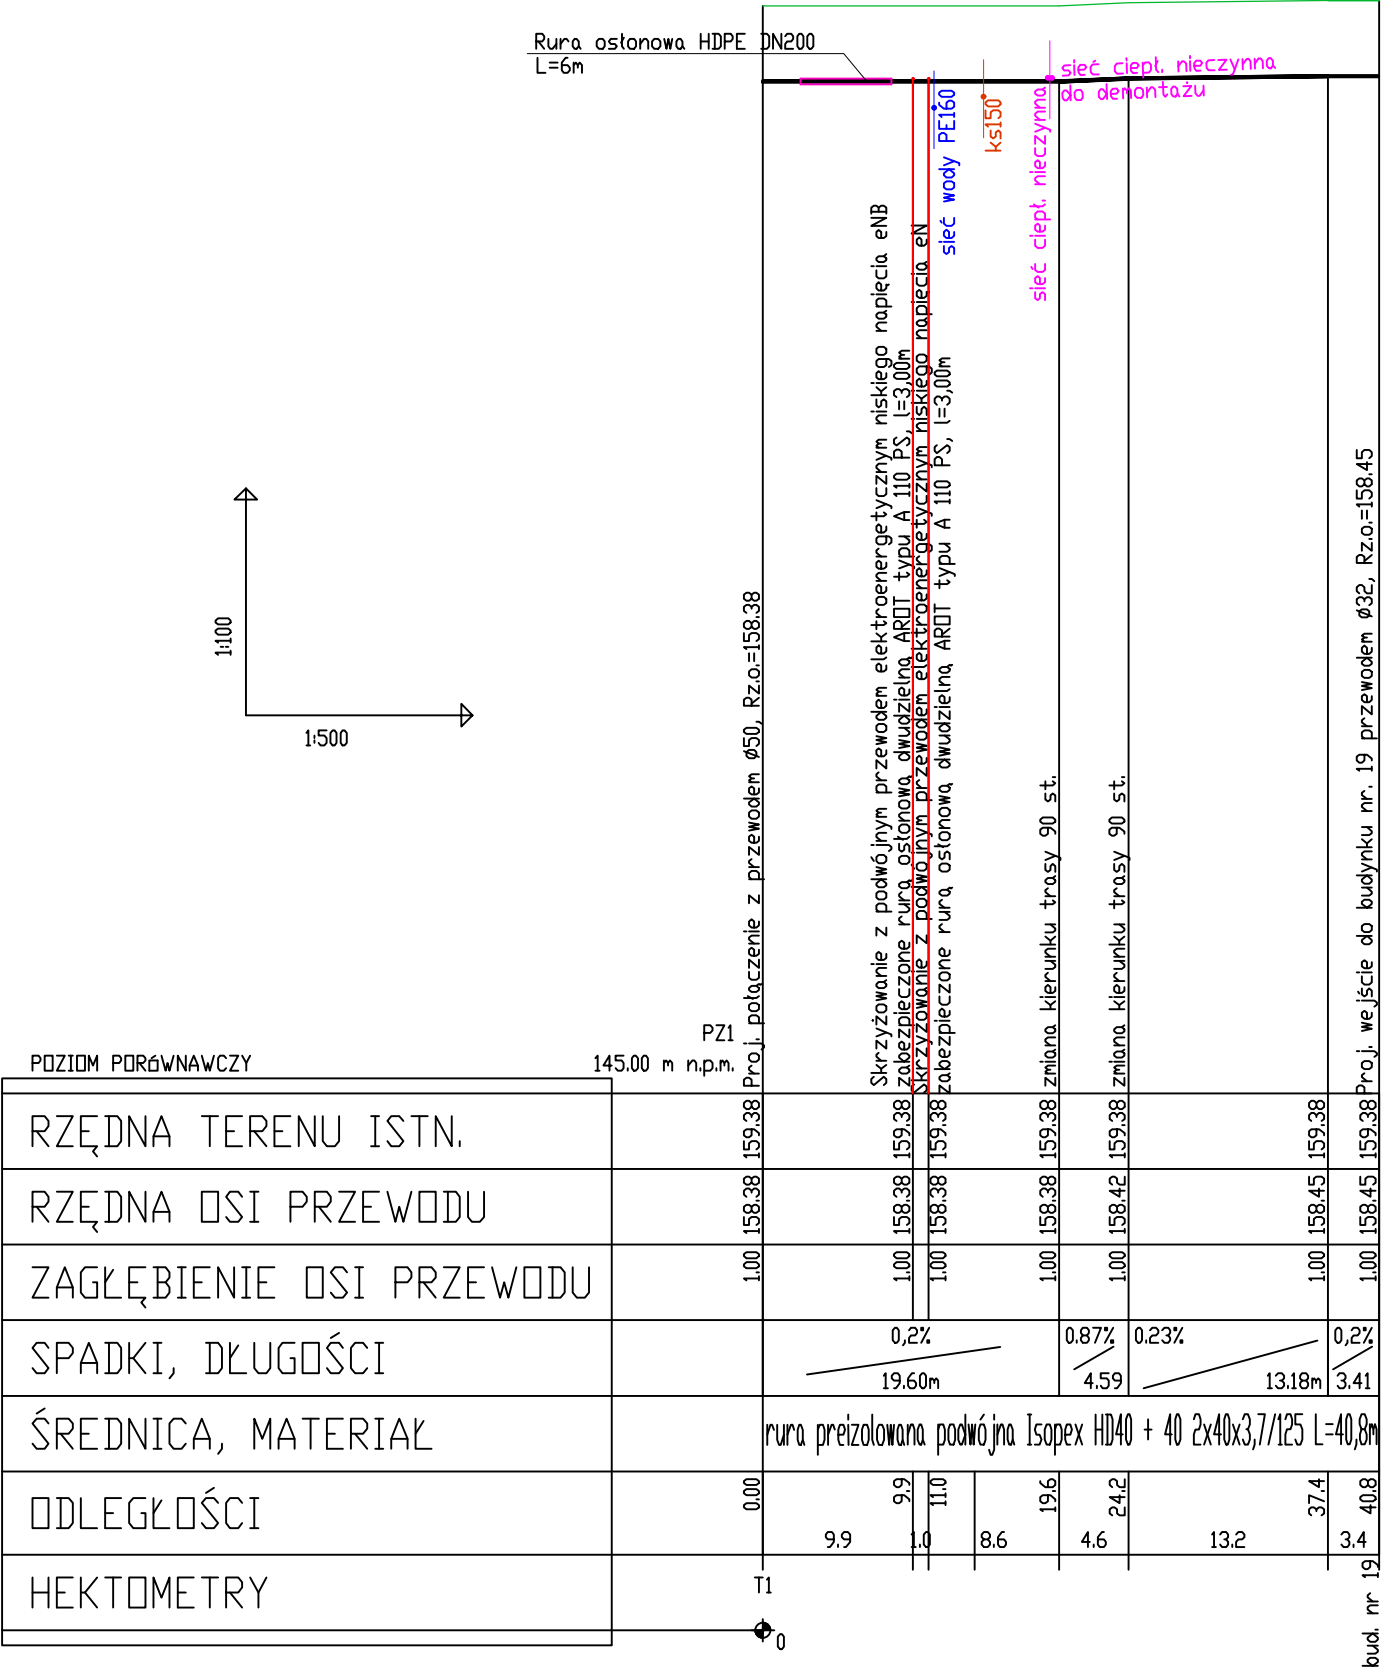 Rura osłonowa HDPE DN200
L=6m
sieć ciepł. nieczynna
do demontażu
sieć wody PE160
ks150
sieć ciepł. nieczynna
Skrzyżowanie z podwójnym przewodem elektroenergetycznym niskiego napięcia eNB
zabezpieczone rurą osłonową dwudzielną AROT typu A 110 PS, l=3,00m
Skrzyżowanie z podwójnym przewodem elektroenergetycznym niskiego napięcia eN
zabezpieczone rurą osłonową dwudzielną AROT typu A 110 PS, l=3,00m
Proj. połączenie z przewodem ø50, Rz.o.=158.38
zmiana kierunku trasy 90 st.
zmiana kierunku trasy 90 st.
Proj. wejście do budynku nr. 19 przewodem ø32, Rz.o.=158.45
1:100
1:500
PZ1
POZIOM PORÓWNAWCZY 145.00 m n.p.m.
RZĘDNA TERENU ISTN. 159.38 159.38 159.38 159.38 159.38 159.38 159.38
RZĘDNA OSI PRZEWODU 158.38 158.38 158.38 158.38 158.42 158.45 158.45
ZAGŁĘBIENIE OSI PRZEWODU 1.00 1.00 1.00 1.00 1.00 1.00 1.00
SPADKI, DŁUGOŚCI
0,2% 0.87% 0.23% 0,2%
19.60m 4.59 13.18m 3.41
ŚREDNICA, MATERIAŁ
rura preizolowana podwójna Isopex HD40 + 40 2x40x3,7/125 L=40,8m
ODLEGŁOŚCI
0.00 9.9 11.0 19.6 24.2 37.4 40.8
9.9 1.0 8.6 4.6 13.2 3.4
HEKTOMETRY
T1
0
bud. nr 19